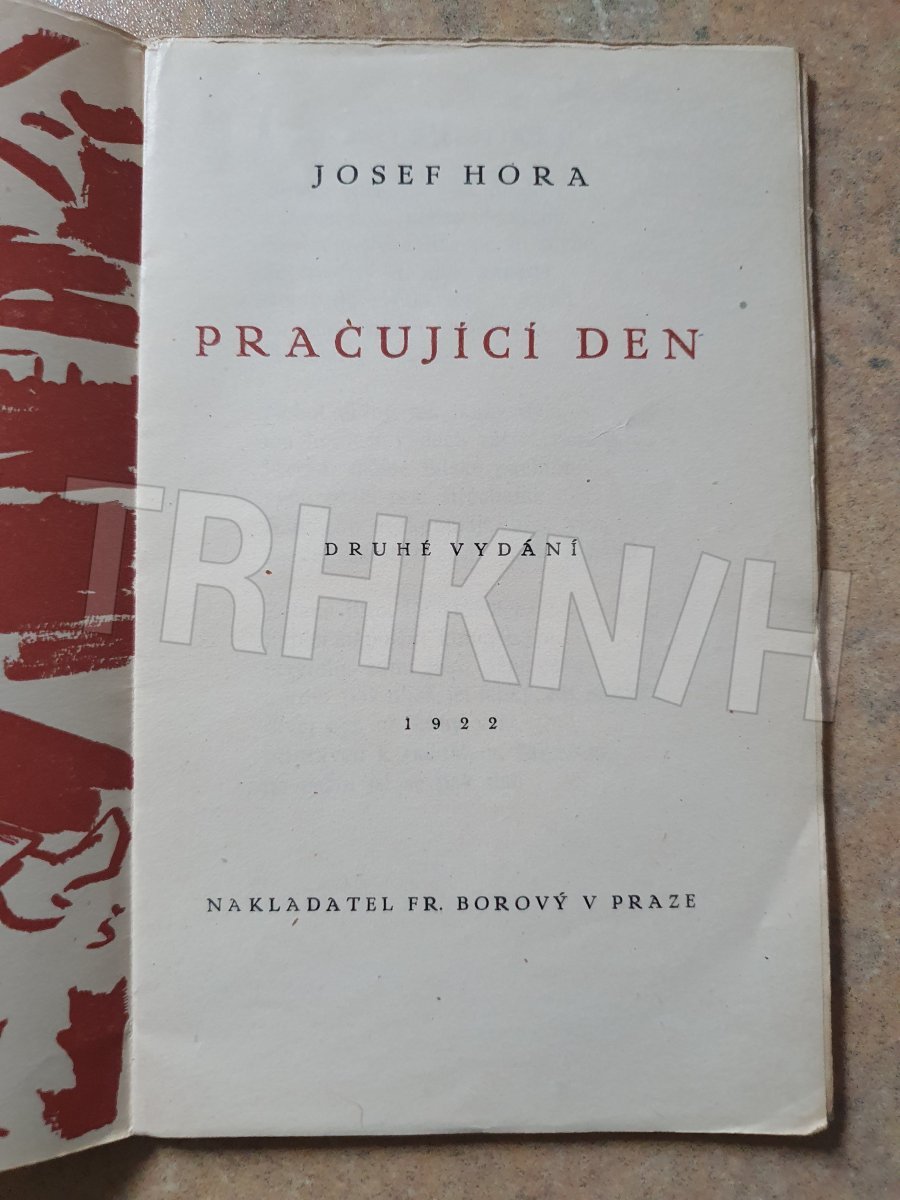 JOSEF HORA
PRACUJÍCÍ DEN
DRUHÉ VYDÁNÍ
TRHKNIH
1922
NAKLADATEL FR. BOROVÝ V PRAZE